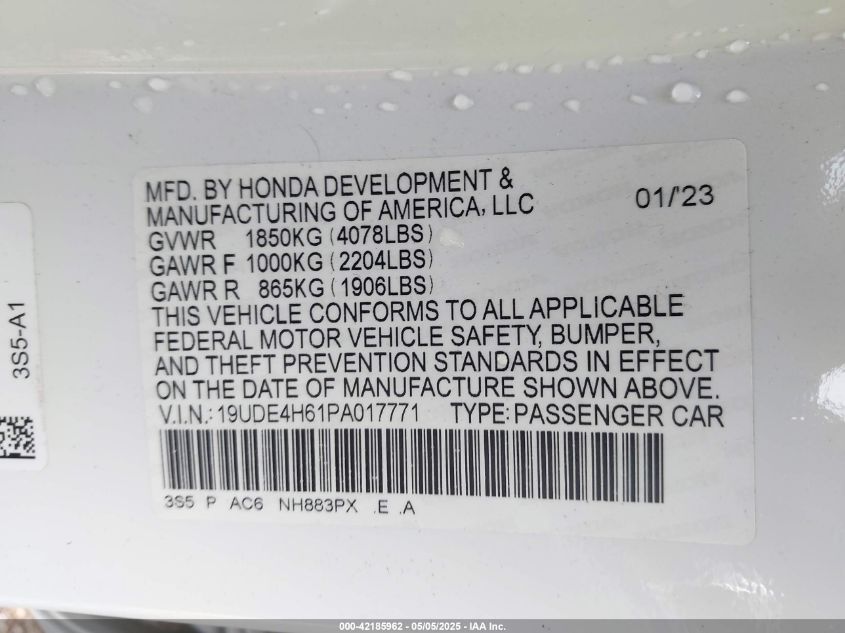 MFD. BY HONDA DEVELOPMENT &
MANUFACTURING OF AMERICA, LLC
01/'23
GVWR 1850KG (4078LBS)
GAWR F 1000KG (2204LBS)
GAWR R 865KG (1906LBS)
THIS VEHICLE CONFORMS TO ALL APPLICABLE
FEDERAL MOTOR VEHICLE SAFETY, BUMPER,
AND THEFT PREVENTION STANDARDS IN EFFECT
ON THE DATE OF MANUFACTURE SHOWN ABOVE.
V.I.N.: 19UDE4H61PA017771 TYPE: PASSENGER CAR
3S5 P AC6 NH883PX .E .A
3S5-A1
000-42185962 - 05/05/2025 - IAA Inc.